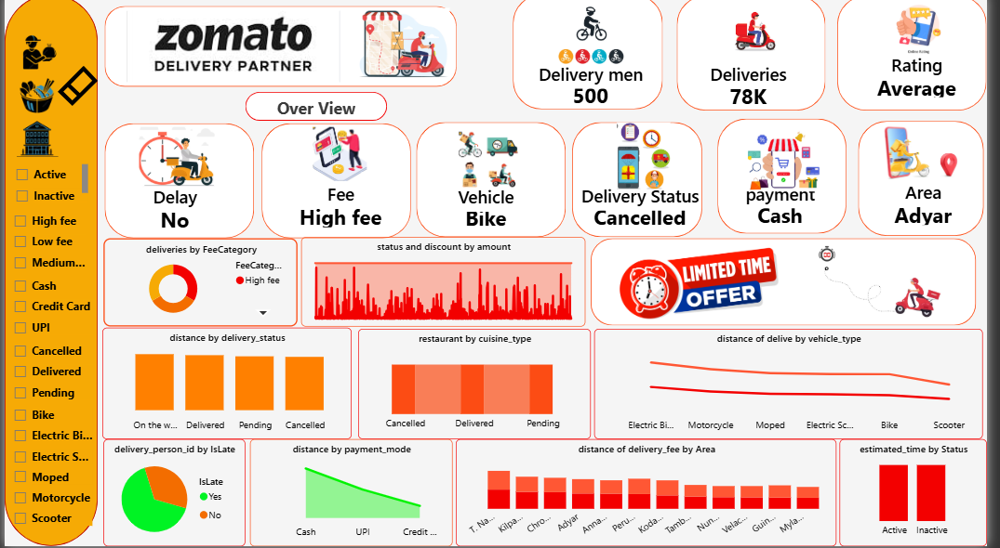 zomato
DELIVERY PARTNER
Delivery men
500
Deliveries
78K
Rating
Average
Over View
Delay
No
Fee
High fee
Vehicle
Bike
Delivery Status
Cancelled
payment
Cash
Area
Adyar
Active
Inactive
High fee
Low fee
Medium...
Cash
Credit Card
UPI
Cancelled
Delivered
Pending
Bike
Electric Bi...
Electric S...
Moped
Motorcycle
Scooter
deliveries by FeeCategory
FeeCateg...
High fee
status and discount by amount
LIMITED TIME
OFFER
distance by delivery_status
On the w... Delivered Pending Cancelled
restaurant by cuisine_type
Cancelled Delivered Pending
distance of delive by vehicle_type
Electric Bi... Motorcycle Moped Electric Sc... Bike Scooter
delivery_person_id by IsLate
IsLate
Yes
No
distance by payment_mode
Cash UPI Credit ...
distance of delivery_fee by Area
T. Na... Kilpa... Chro... Adyar Anna... Peru... Koda... Tamb... Nun... Velac... Guin... Myla...
estimated_time by Status
Active Inactive